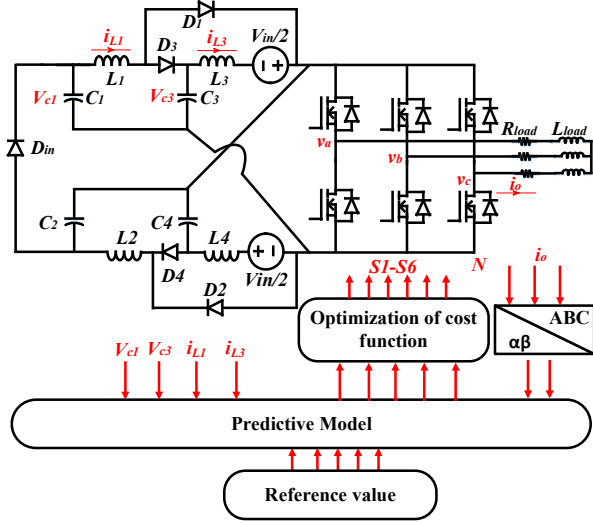 D1
iL1
iL3
Vin/2
D3
L1
L3
Vc1
C1
Vc3
C3
Din
va
vb
vc
Rload
Lload
io
C2
L2
C4
L4
D4
Vin/2
D2
S1-S6
N
io
Optimization of cost
function
ABC
αβ
Vc1
Vc3
iL1
iL3
Predictive Model
Reference value